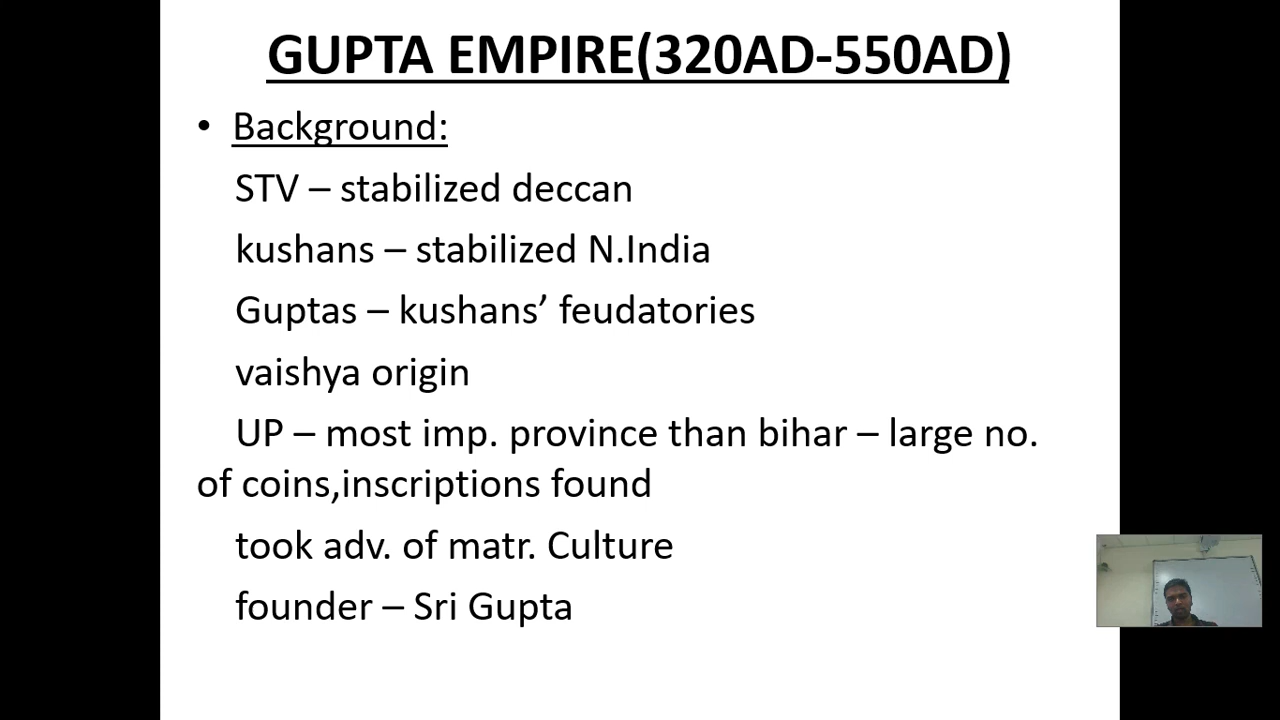 GUPTA EMPIRE(320AD-550AD)
• Background:
STV – stabilized deccan
kushans – stabilized N.India
Guptas – kushans’ feudatories
vaishya origin
UP – most imp. province than bihar – large no.
of coins,inscriptions found
took adv. of matr. Culture
founder – Sri Gupta